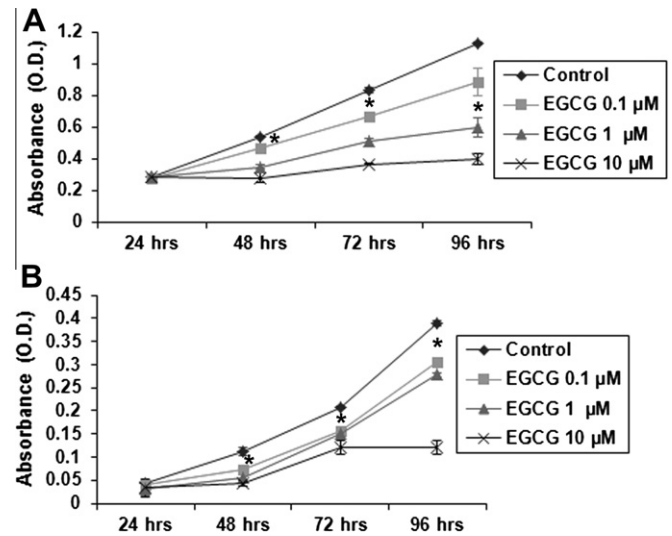 A
Absorbance (O.D.)
1.2
1
0.8
0.6
0.4
0.2
0
24 hrs 48 hrs 72 hrs 96 hrs
* * *
Control
EGCG 0.1 µM
EGCG 1 µM
EGCG 10 µM
B
Absorbance (O.D.)
0.45
0.4
0.35
0.3
0.25
0.2
0.15
0.1
0.05
0
24 hrs 48 hrs 72 hrs 96 hrs
* * *
Control
EGCG 0.1 µM
EGCG 1 µM
EGCG 10 µM